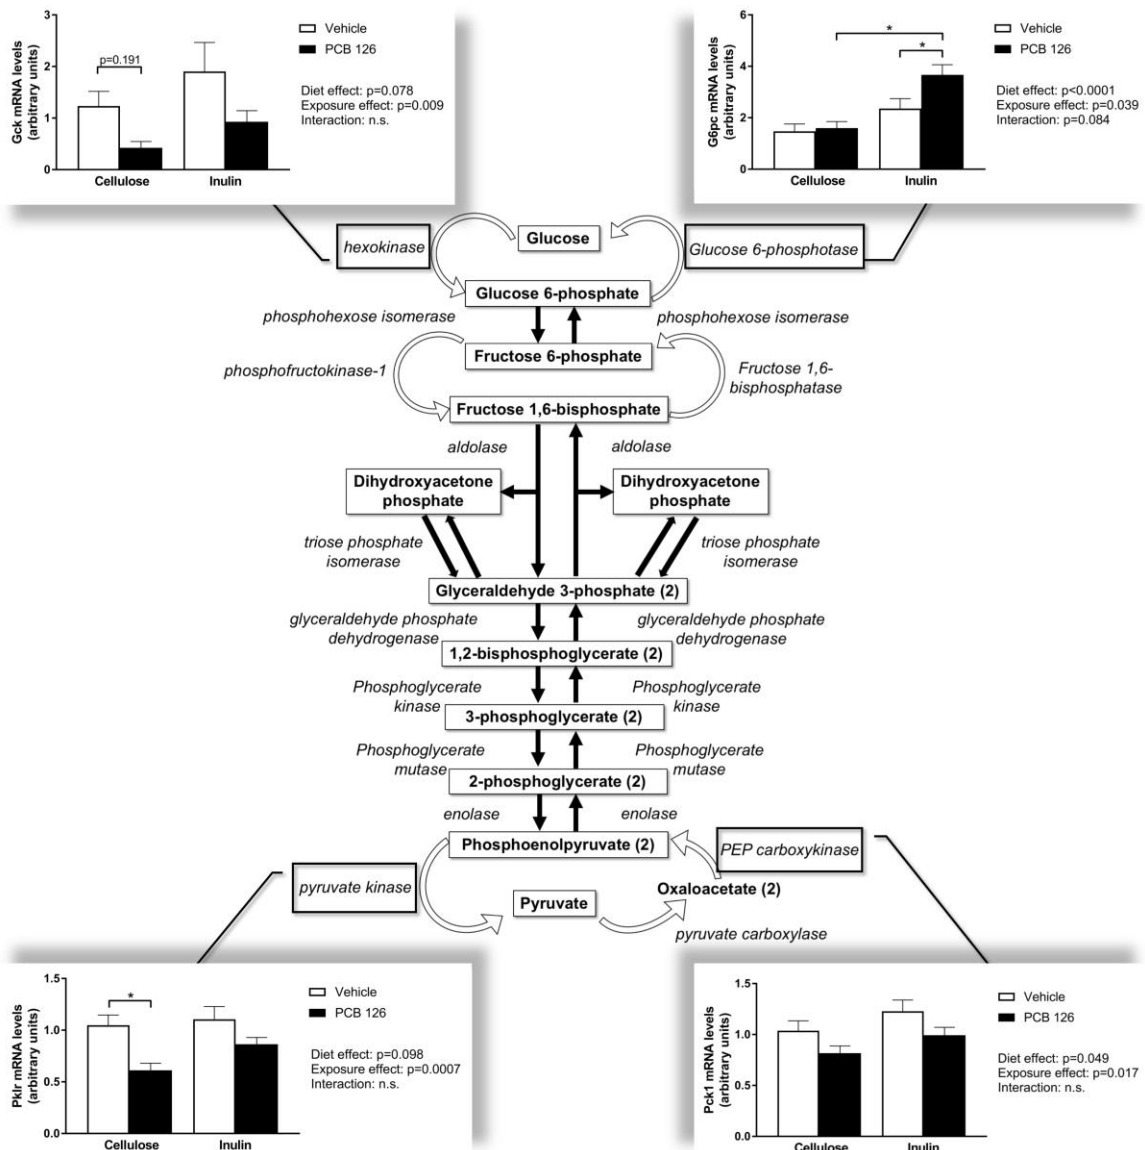 3
2
1
0
Gck mRNA levels
(arbitrary units)
p=0.191
Vehicle
PCB 126
Diet effect: p=0.078
Exposure effect: p=0.009
Interaction: n.s.
Cellulose
Inulin
6
4
2
0
G6pc mRNA levels
(arbitrary units)
*
*
Vehicle
PCB 126
Diet effect: p<0.0001
Exposure effect: p=0.039
Interaction: p=0.084
Cellulose
Inulin
hexokinase
Glucose
Glucose 6-phosphotase
Glucose 6-phosphate
phosphohexose isomerase
phosphohexose isomerase
Fructose 6-phosphate
phosphofructokinase-1
Fructose 1,6-
bisphosphatase
Fructose 1,6-bisphosphate
aldolase
aldolase
Dihydroxyacetone
phosphate
Dihydroxyacetone
phosphate
triose phosphate
isomerase
triose phosphate
isomerase
Glyceraldehyde 3-phosphate (2)
glyceraldehyde phosphate
dehydrogenase
glyceraldehyde phosphate
dehydrogenase
1,2-bisphosphoglycerate (2)
Phosphoglycerate
kinase
Phosphoglycerate
kinase
3-phosphoglycerate (2)
Phosphoglycerate
mutase
Phosphoglycerate
mutase
2-phosphoglycerate (2)
enolase
enolase
Phosphoenolpyruvate (2)
PEP carboxykinase
pyruvate kinase
Oxaloacetate (2)
Pyruvate
pyruvate carboxylase
1.5
1.0
0.5
0.0
Pklr mRNA levels
(arbitrary units)
*
Vehicle
PCB 126
Diet effect: p=0.098
Exposure effect: p=0.0007
Interaction: n.s.
Cellulose
Inulin
1.5
1.0
0.5
0.0
Pck1 mRNA levels
(arbitrary units)
Vehicle
PCB 126
Diet effect: p=0.049
Exposure effect: p=0.017
Interaction: n.s.
Cellulose
Inulin